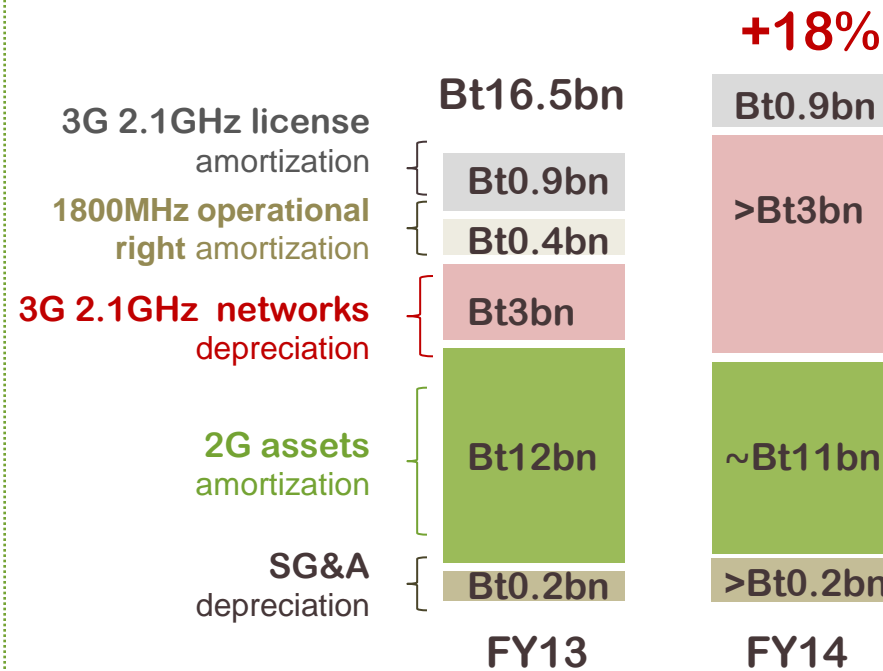 +18%
Bt16.5bn
3G 2.1GHz license
amortization
1800MHz operational
right amortization
3G 2.1GHz networks
depreciation
2G assets
amortization
SG&A
depreciation
Bt0.9bn
Bt0.4bn
Bt3bn
Bt12bn
Bt0.2bn
FY13
Bt0.9bn
>Bt3bn
~Bt11bn
>Bt0.2bn
FY14